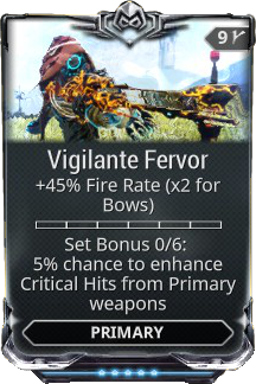 9
Vigilante Fervor
+45% Fire Rate (x2 for
Bows)
Set Bonus 0/6:
5% chance to enhance
Critical Hits from Primary
weapons
PRIMARY